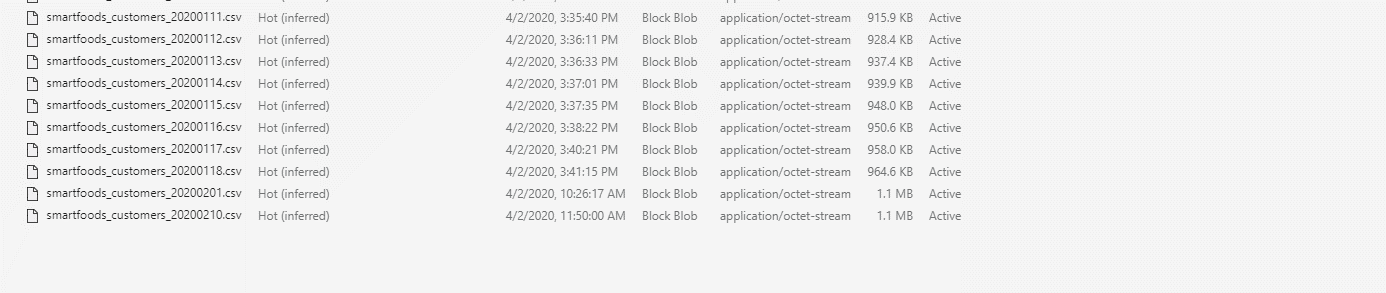 smartfoods_customers_20200111.csv Hot (inferred) 4/2/2020, 3:35:40 PM Block Blob application/octet-stream 915.9 KB Active
smartfoods_customers_20200112.csv Hot (inferred) 4/2/2020, 3:36:11 PM Block Blob application/octet-stream 928.4 KB Active
smartfoods_customers_20200113.csv Hot (inferred) 4/2/2020, 3:36:33 PM Block Blob application/octet-stream 937.4 KB Active
smartfoods_customers_20200114.csv Hot (inferred) 4/2/2020, 3:37:01 PM Block Blob application/octet-stream 939.9 KB Active
smartfoods_customers_20200115.csv Hot (inferred) 4/2/2020, 3:37:35 PM Block Blob application/octet-stream 948.0 KB Active
smartfoods_customers_20200116.csv Hot (inferred) 4/2/2020, 3:38:22 PM Block Blob application/octet-stream 950.6 KB Active
smartfoods_customers_20200117.csv Hot (inferred) 4/2/2020, 3:40:21 PM Block Blob application/octet-stream 958.0 KB Active
smartfoods_customers_20200118.csv Hot (inferred) 4/2/2020, 3:41:15 PM Block Blob application/octet-stream 964.6 KB Active
smartfoods_customers_20200201.csv Hot (inferred) 4/2/2020, 10:26:17 AM Block Blob application/octet-stream 1.1 MB Active
smartfoods_customers_20200210.csv Hot (inferred) 4/2/2020, 11:50:00 AM Block Blob application/octet-stream 1.1 MB Active